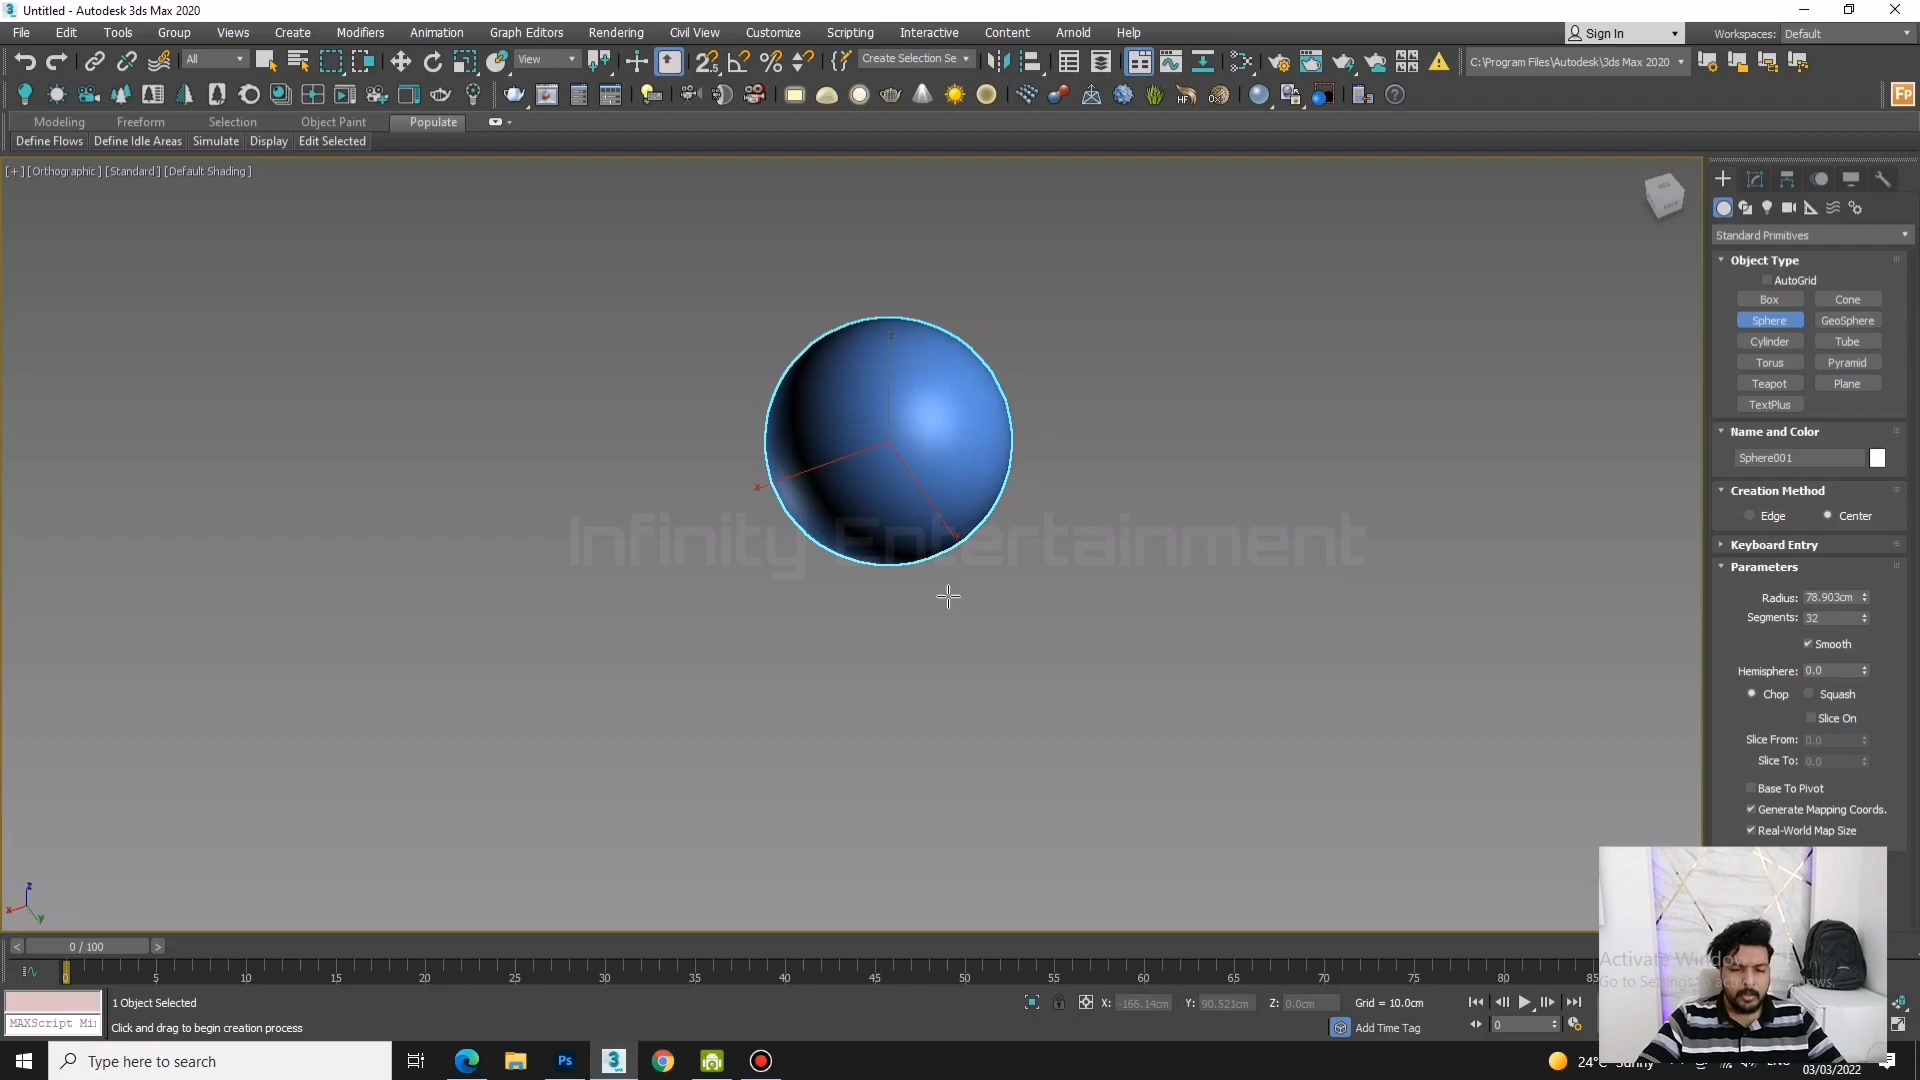 Untitled - Autodesk 3ds Max 2020
File Edit Tools Group Views Create Modifiers Animation Graph Editors Rendering Civil View Customize Scripting Interactive Content Arnold Help
Sign In Workspaces: Default
All View Create Selection Se C:\Program Files\Autodesk\3ds Max 2020
Fp
Modeling Freeform Selection Object Paint Populate
Define Flows Define Idle Areas Simulate Display Edit Selected
[+] [Orthographic] [Standard] [Default Shading]
Standard Primitives
Object Type
AutoGrid
Box Cone
Sphere GeoSphere
Cylinder Tube
Torus Pyramid
Teapot Plane
TextPlus
Name and Color
Sphere001
Creation Method
Edge Center
Keyboard Entry
Parameters
Radius: 78.903cm
Segments: 32
Smooth
Hemisphere: 0.0
Chop Squash
Slice On
Slice From: 0.0
Slice To: 0.0
Base To Pivot
Generate Mapping Coords.
Real-World Map Size
z
x
y
Infinity Entertainment
z
x
y
< 0 / 100 >
0 5 10 15 20 25 30 35 40 45 50 55 60 65 70 75 80
1 Object Selected
X: -166.14cm Y: 90.521cm Z: 0.0cm Grid = 10.0cm
MAXScript Mi
Click and drag to begin creation process
Add Time Tag
0
Activate Windows
Go to Settings to
Type here to search
Ps
3
24°C Sunny
03/03/2022